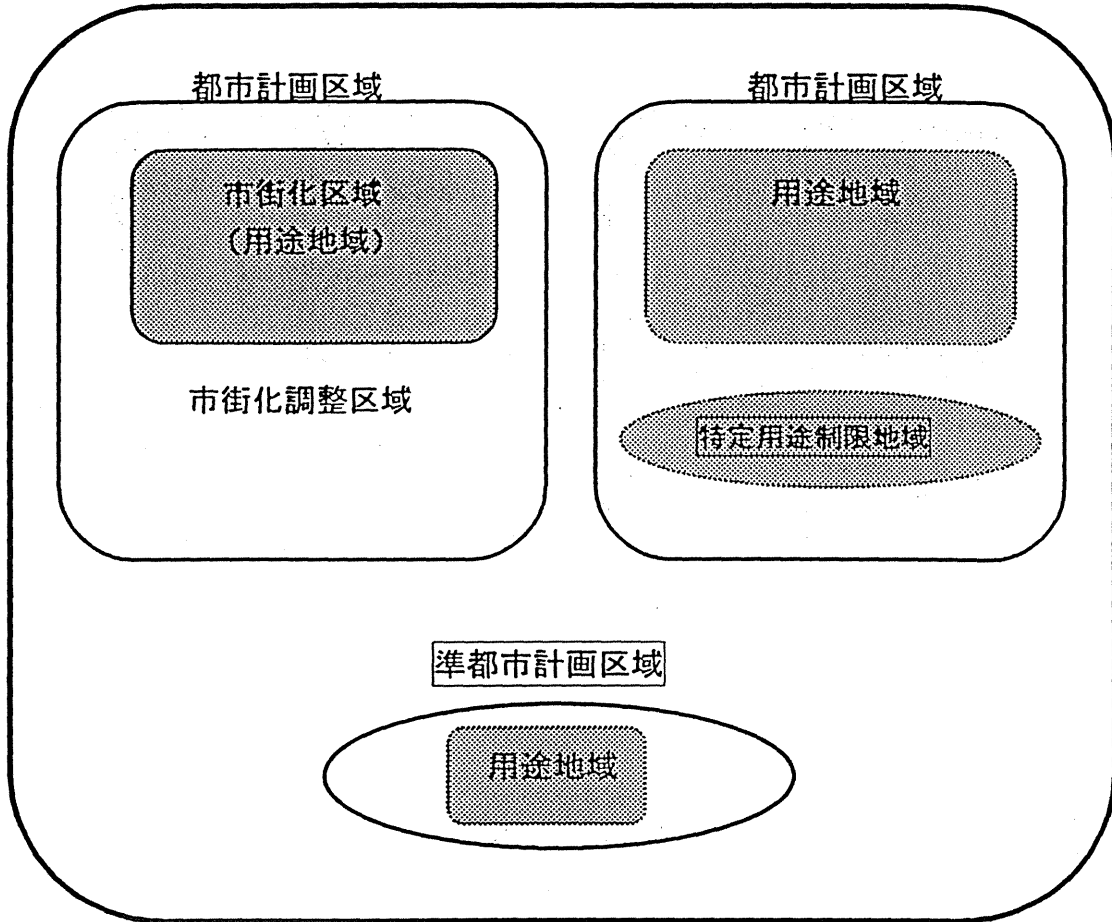 都市計画区域
市街化区域
(用途地域)
市街化調整区域
都市計画区域
用途地域
特定用途制限地域
準都市計画区域
用途地域